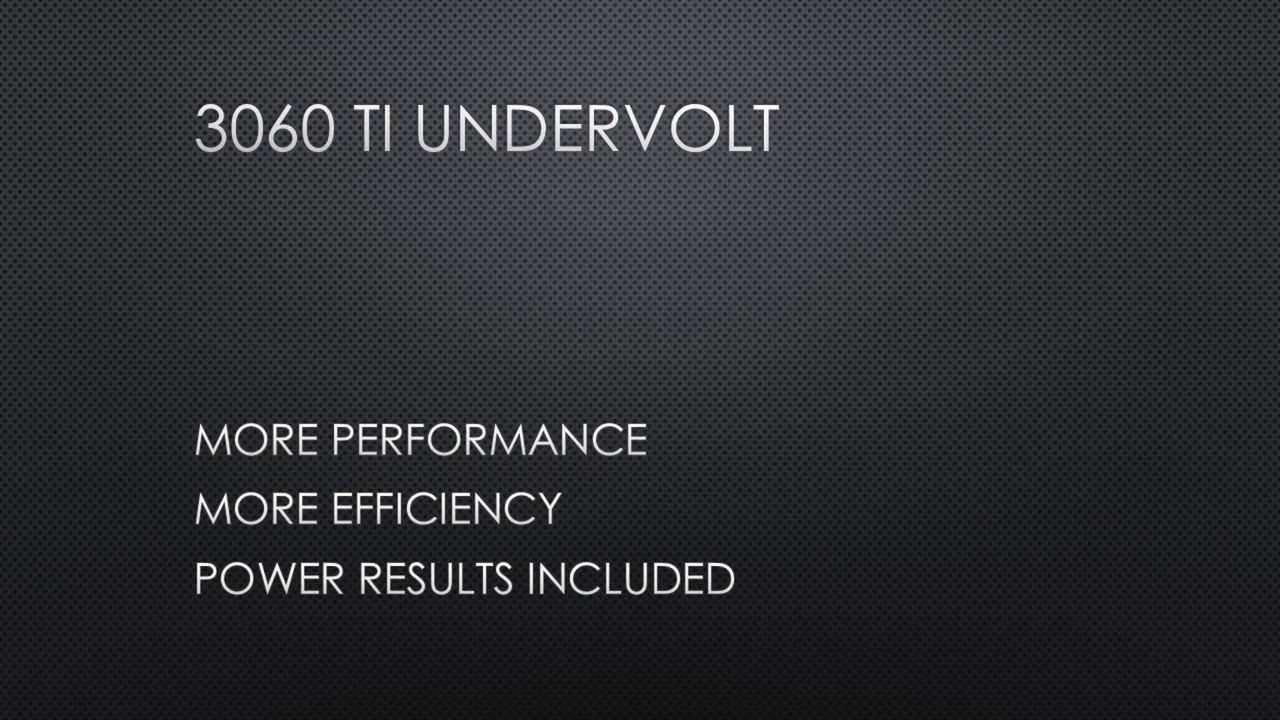 3060 TI UNDERVOLT
MORE PERFORMANCE
MORE EFFICIENCY
POWER RESULTS INCLUDED